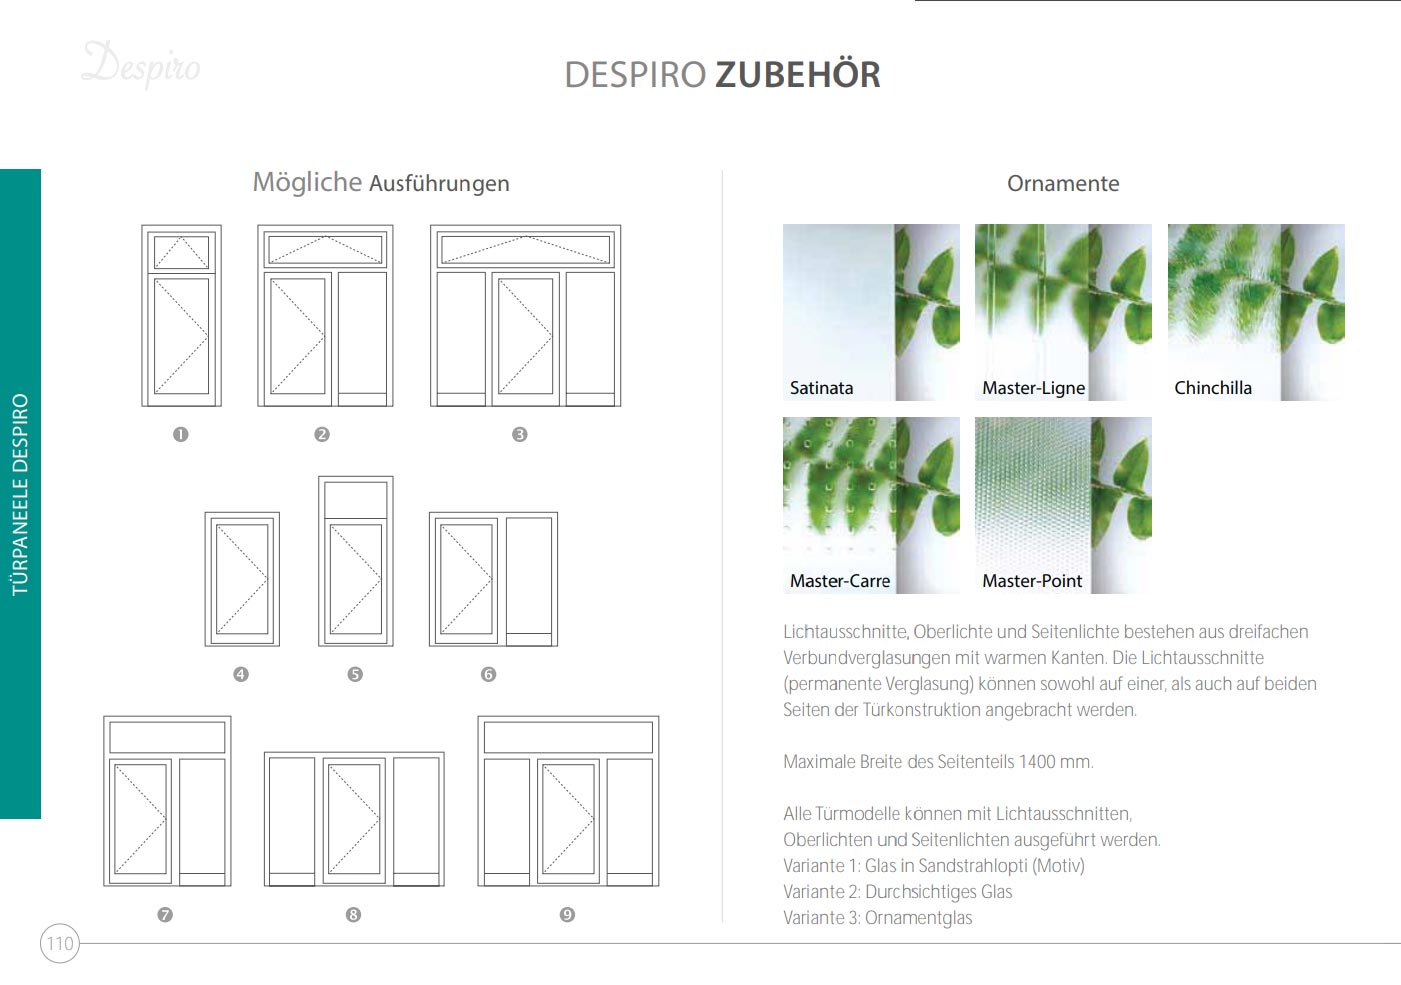 Despiro
DESPIRO ZUBEHÖR
TÜRPANEELE DESPIRO
Mögliche Ausführungen
1
2
3
4
5
6
7
8
9
Ornamente
Satinata
Master-Ligne
Chinchilla
Master-Carre
Master-Point
Lichtausschnitte, Oberlichte und Seitenlichte bestehen aus dreifachen
Verbundverglasungen mit warmen Kanten. Die Lichtausschnitte
(permanente Verglasung) können sowohl auf einer, als auch auf beiden
Seiten der Türkonstruktion angebracht werden.
Maximale Breite des Seitenteils 1400 mm.
Alle Türmodelle können mit Lichtausschnitten,
Oberlichten und Seitenlichten ausgeführt werden.
Variante 1: Glas in Sandstrahlopti (Motiv)
Variante 2: Durchsichtiges Glas
Variante 3: Ornamentglas
110